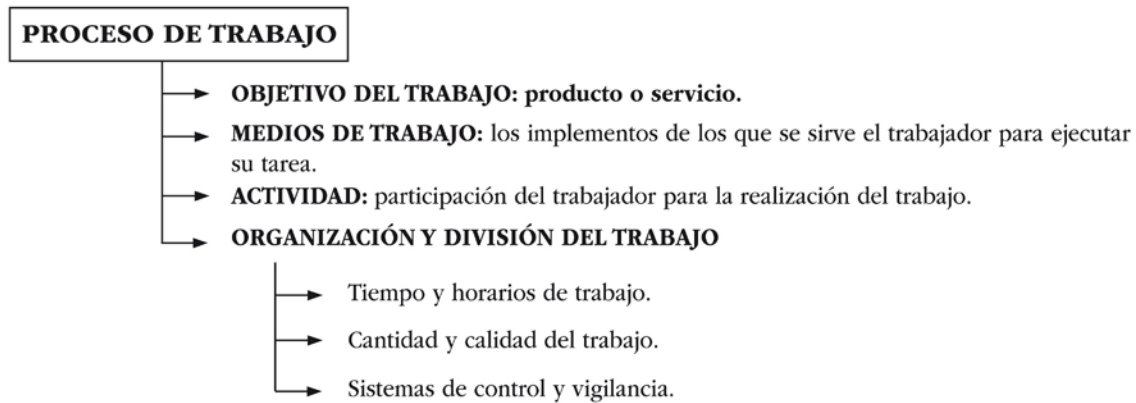 PROCESO DE TRABAJO
OBJETIVO DEL TRABAJO: producto o servicio.
MEDIOS DE TRABAJO: los implementos de los que se sirve el trabajador para ejecutar
su tarea.
ACTIVIDAD: participación del trabajador para la realización del trabajo.
ORGANIZACIÓN Y DIVISIÓN DEL TRABAJO
Tiempo y horarios de trabajo.
Cantidad y calidad del trabajo.
Sistemas de control y vigilancia.